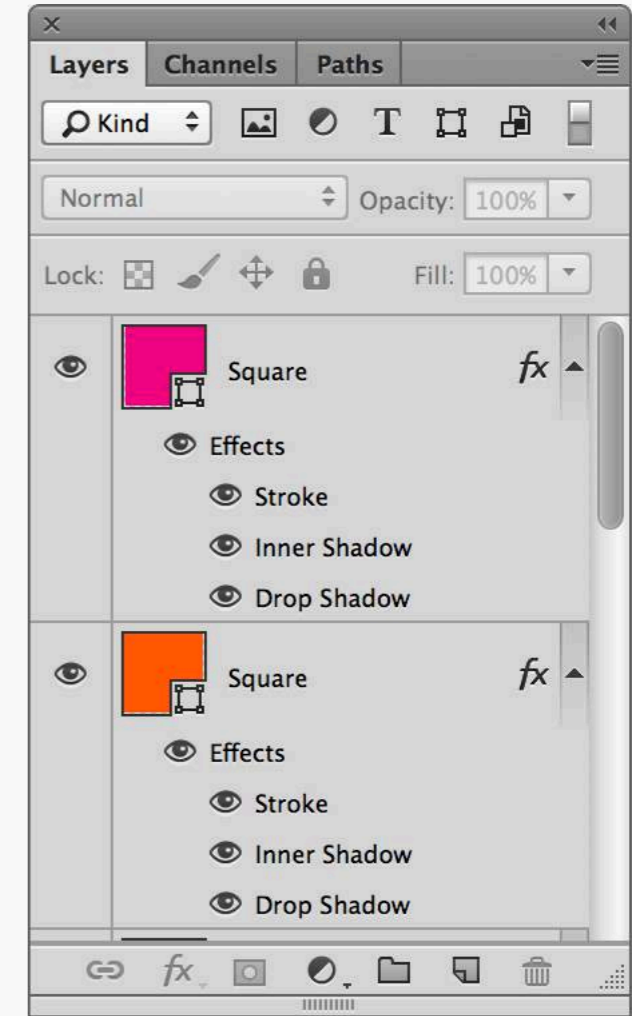 Layers Channels Paths
Kind T
Normal Opacity: 100%
Lock: Fill: 100%
Square fx
Effects
Stroke
Inner Shadow
Drop Shadow
Square fx
Effects
Stroke
Inner Shadow
Drop Shadow
fx